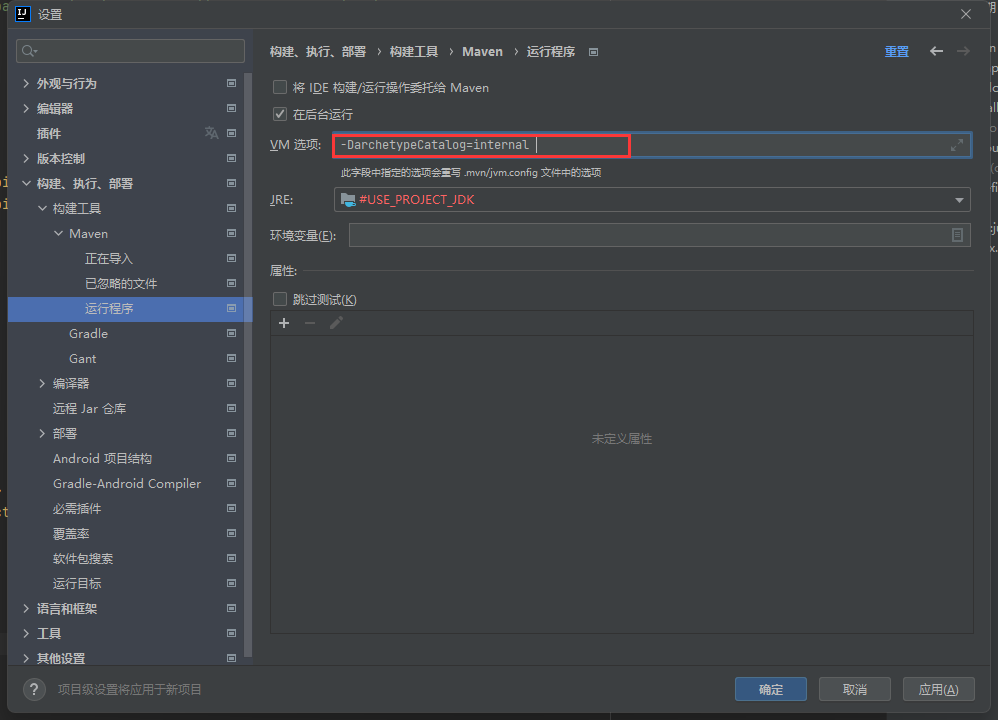 设置
构建、执行、部署 › 构建工具 › Maven › 运行程序
重置
外观与行为
编辑器
插件
版本控制
构建、执行、部署
构建工具
Maven
正在导入
已忽略的文件
运行程序
Gradle
Gant
编译器
远程 Jar 仓库
部署
Android 项目结构
Gradle-Android Compiler
必需插件
覆盖率
软件包搜索
运行目标
语言和框架
工具
其他设置
将 IDE 构建/运行操作委托给 Maven
在后台运行
VM 选项: -DarchetypeCatalog=internal
此字段中指定的选项会重写 .mvn/jvm.config 文件中的选项
JRE: #USE_PROJECT_JDK
环境变量(E):
属性:
跳过测试(K)
未定义属性
? 项目级设置将应用于新项目
确定 取消 应用(A)